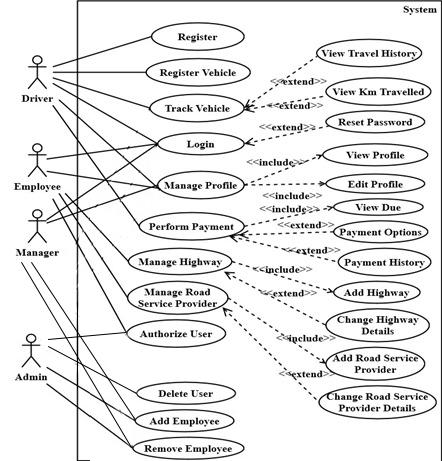 System
Register
View Travel History
Register Vehicle
<<extend>>
Driver
View Km Travelled
Track Vehicle
<<extend>>
Reset Password
<<extend>>
Login
View Profile
<<include>>
Employee
Manage Profile
Edit Profile
<<include>>
View Due
<<include>>
Perform Payment
<<extend>>
Payment Options
Manager
<<extend>>
Manage Highway
Payment History
<<include>>
Manage Road
Service Provider
<<extend>>
Add Highway
Change Highway
Details
Authorize User
<<include>>
Add Road Service
Provider
Admin
<<extend>>
Delete User
Change Road Service
Provider Details
Add Employee
Remove Employee